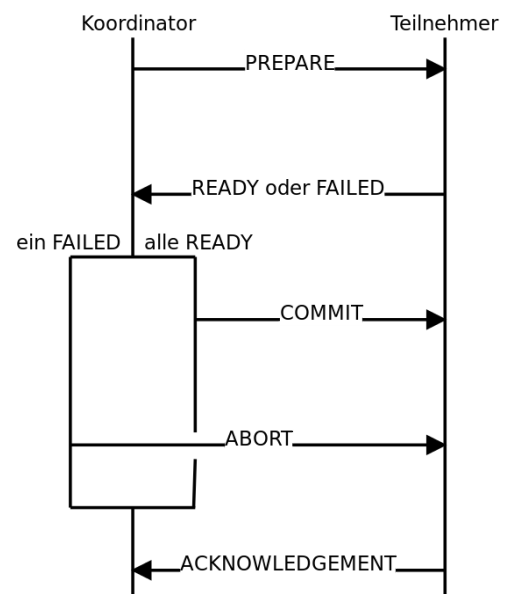 Koordinator
Teilnehmer
PREPARE
READY oder FAILED
ein FAILED
alle READY
COMMIT
ABORT
ACKNOWLEDGEMENT